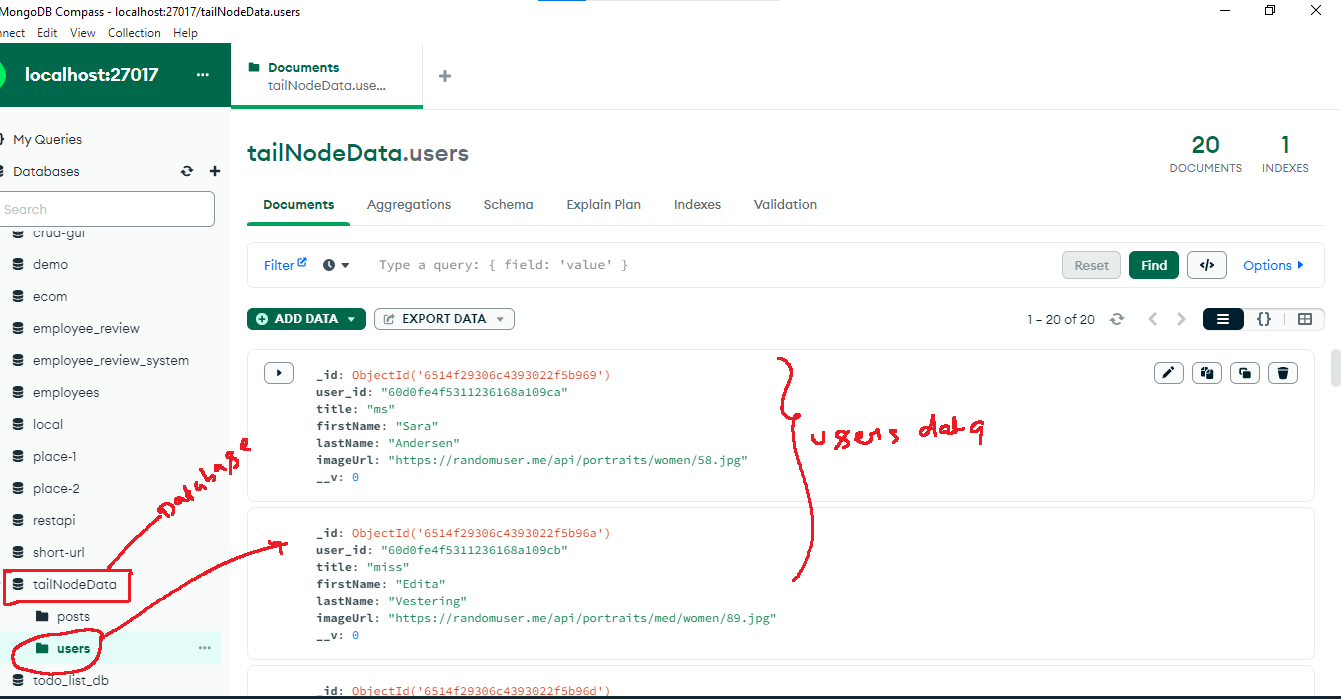 MongoDB Compass - localhost:27017/tailNodeData.users
nnect Edit View Collection Help
localhost:27017
Documents
tailNodeData.use...
My Queries
Databases
Search
crud-gui
demo
ecom
employee_review
employee_review_system
employees
local
place-1
place-2
restapi
short-url
tailNodeData
posts
users
todo_list_db
Database
tailNodeData.users
20
DOCUMENTS
1
INDEXES
Documents Aggregations Schema Explain Plan Indexes Validation
Filter Type a query: { field: 'value' } Reset Find </> Options
ADD DATA EXPORT DATA 1 – 20 of 20 {}
_id: ObjectId('6514f29306c4393022f5b969')
user_id: "60d0fe4f5311236168a109ca"
title: "ms"
firstName: "Sara"
lastName: "Andersen"
imageUrl: "https://randomuser.me/api/portraits/women/58.jpg"
__v: 0
users data
_id: ObjectId('6514f29306c4393022f5b96a')
user_id: "60d0fe4f5311236168a109cb"
title: "miss"
firstName: "Edita"
lastName: "Vestering"
imageUrl: "https://randomuser.me/api/portraits/med/women/89.jpg"
__v: 0
_id: ObjectId('6514f29306c4393022f5b96d')